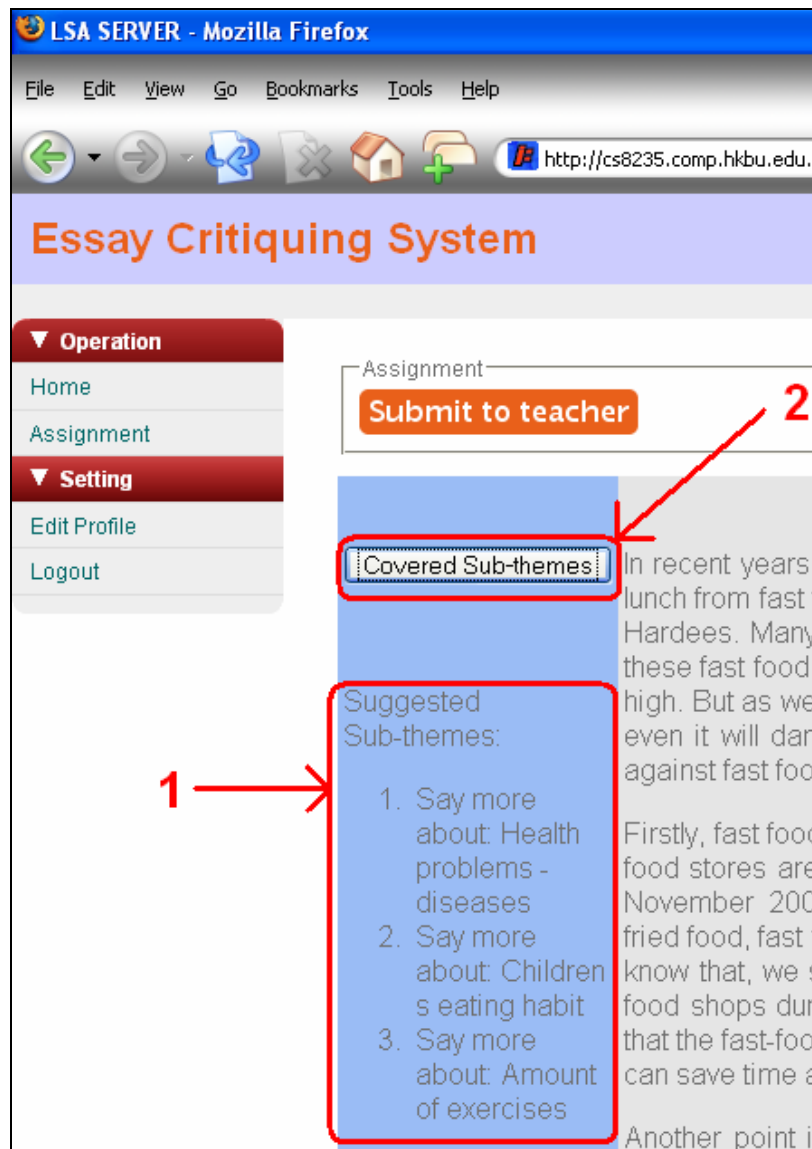 LSA SERVER - Mozilla Firefox
File Edit View Go Bookmarks Tools Help
http://cs8235.comp.hkbu.edu.
Essay Critiquing System
Operation
Home
Assignment
Setting
Edit Profile
Logout
Assignment
Submit to teacher
2
Covered Sub-themes
1
Suggested
Sub-themes:
1. Say more
about: Health
problems -
diseases
2. Say more
about: Children
s eating habit
3. Say more
about: Amount
of exercises
In recent years
lunch from fast
Hardees. Many
these fast food
high. But as we
even it will dar
against fast foo
Firstly, fast food
food stores are
November 200
fried food, fast
know that, we s
food shops dur
that the fast-foo
can save time a
Another point i